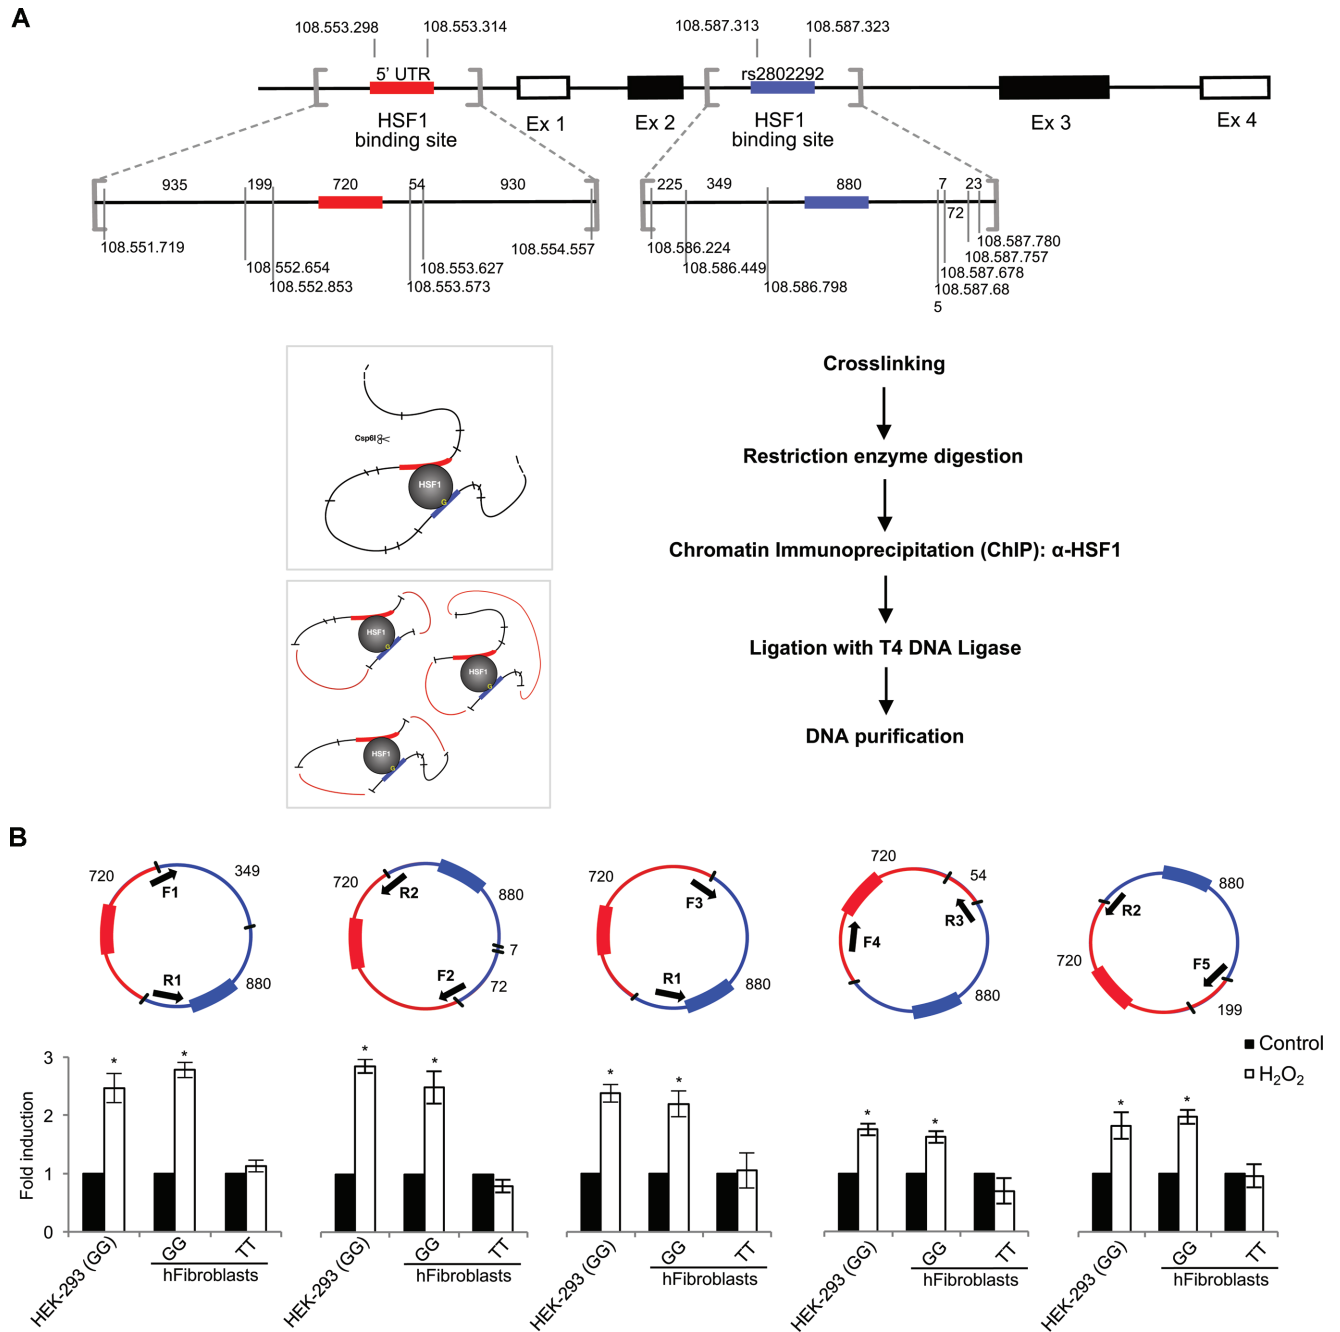 A
108.553.298
108.553.314
108.587.313
108.587.323
5' UTR
rs2802292
HSF1
binding site
Ex 1
Ex 2
HSF1
binding site
Ex 3
Ex 4
935
199
720
54
930
225
349
880
7
23
72
108.551.719
108.552.654
108.552.853
108.553.573
108.553.627
108.554.557
108.586.224
108.586.449
108.586.798
108.587.780
108.587.757
108.587.678
108.587.68
5
Csp6I
HSF1
G
HSF1
G
HSF1
G
HSF1
G
Crosslinking
Restriction enzyme digestion
Chromatin Immunoprecipitation (ChIP): α-HSF1
Ligation with T4 DNA Ligase
DNA purification
B
720
349
F1
R1
880
720
R2
880
7
F2
72
720
F3
R1
880
720
54
R3
F4
880
R2
880
720
F5
199
Control
H₂O₂
Fold induction
3
2
1
0
* *
* *
* *
* *
* *
HEK-293 (GG)
GG
TT
hFibroblasts
HEK-293 (GG)
GG
TT
hFibroblasts
HEK-293 (GG)
GG
TT
hFibroblasts
HEK-293 (GG)
GG
TT
hFibroblasts
HEK-293 (GG)
GG
TT
hFibroblasts